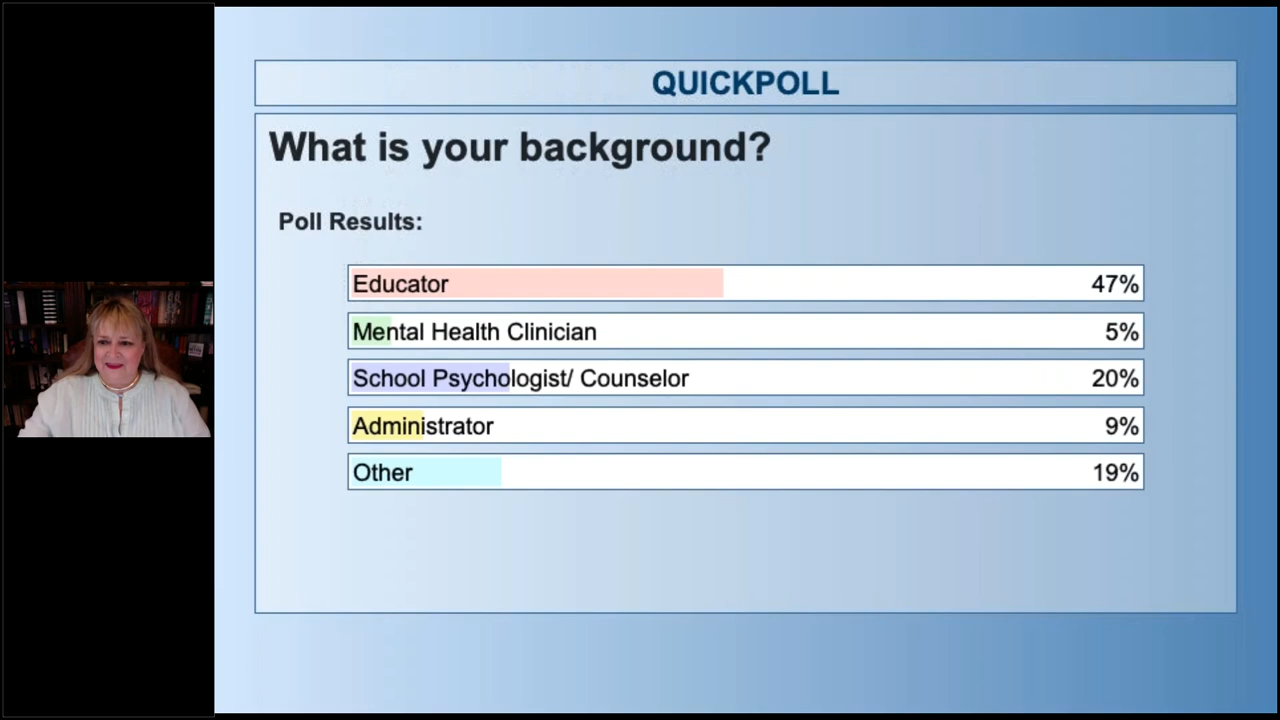 QUICKPOLL
What is your background?
Poll Results:
Educator 47%
Mental Health Clinician 5%
School Psychologist/ Counselor 20%
Administrator 9%
Other 19%